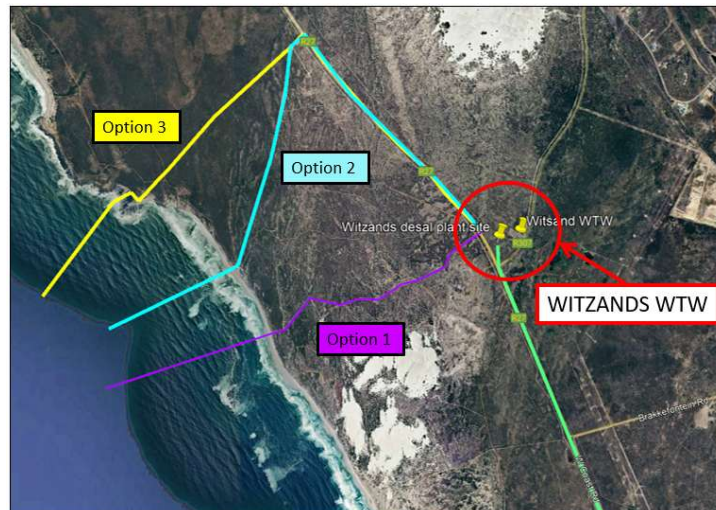 R27
Option 3
Option 2
R27
Witzands desal plant site
Witsand WTW
R307
WITZANDS WTW
R27
Option 1
Brakkefontein Rd